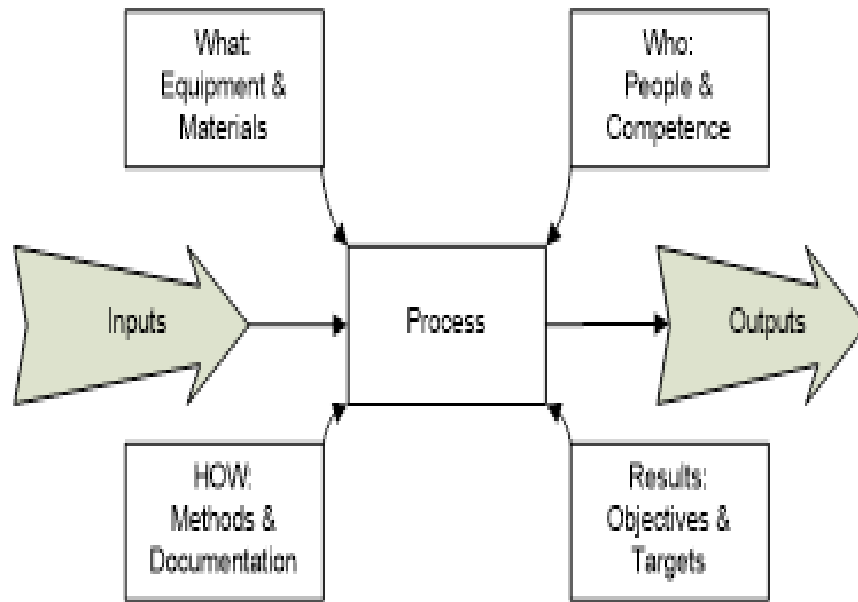 What:
Equipment &
Materials
Who:
People &
Competence
Inputs
Process
Outputs
HOW:
Methods &
Documentation
Results:
Objectives &
Targets